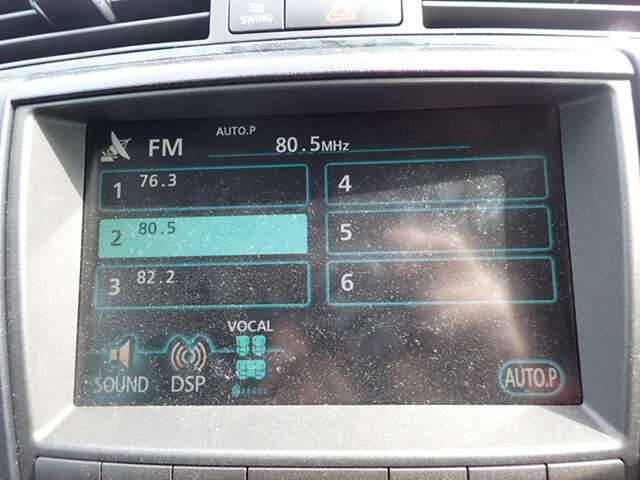 SWING
AUTO.P
FM 80.5MHz
1 76.3
2 80.5
3 82.2
4
5
6
VOCAL
SOUND DSP
AUTO.P